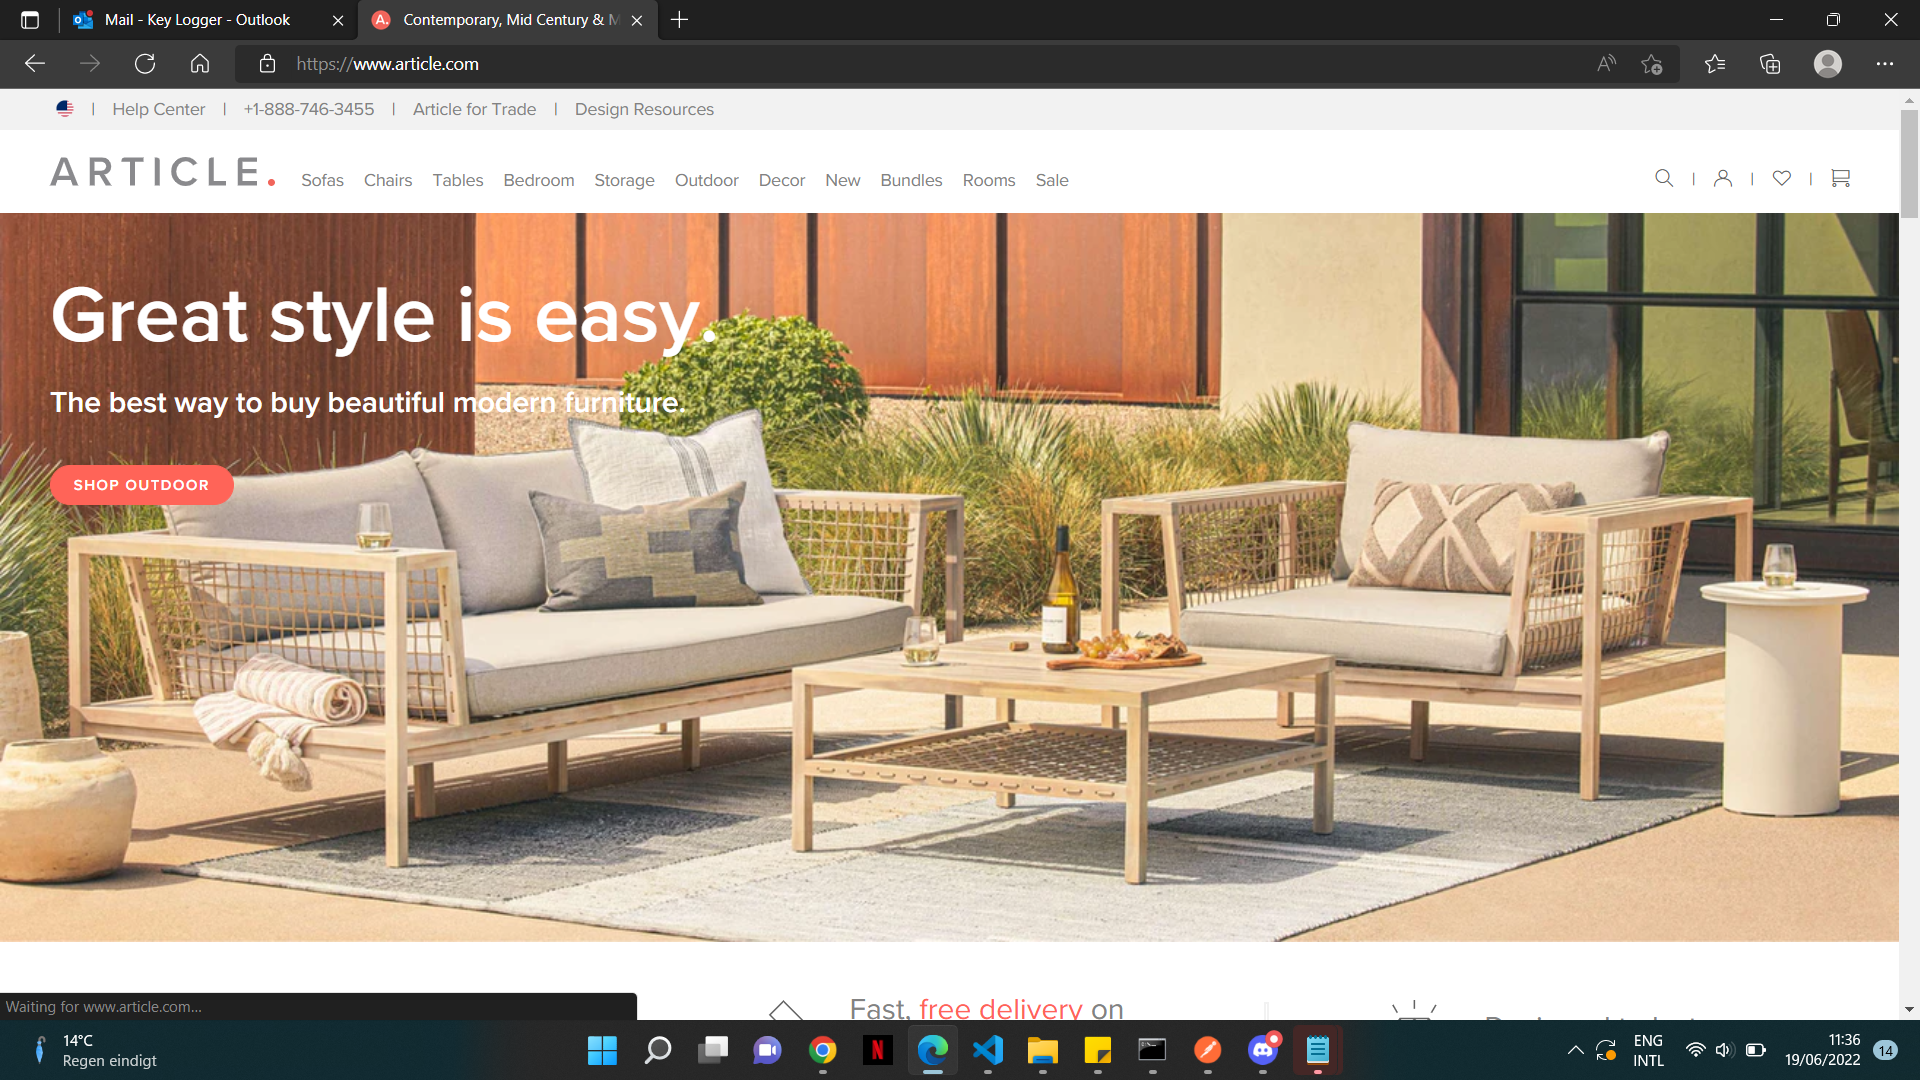 Mail - Key Logger - Outlook
Contemporary, Mid Century & M
https://www.article.com
Help Center | +1-888-746-3455 | Article for Trade | Design Resources
ARTICLE. Sofas Chairs Tables Bedroom Storage Outdoor Decor New Bundles Rooms Sale
Great style is easy.
The best way to buy beautiful modern furniture.
SHOP OUTDOOR
Waiting for www.article.com...
Fast, free delivery on
14°C
Regen eindigt
ENG
INTL
11:36
19/06/2022
14